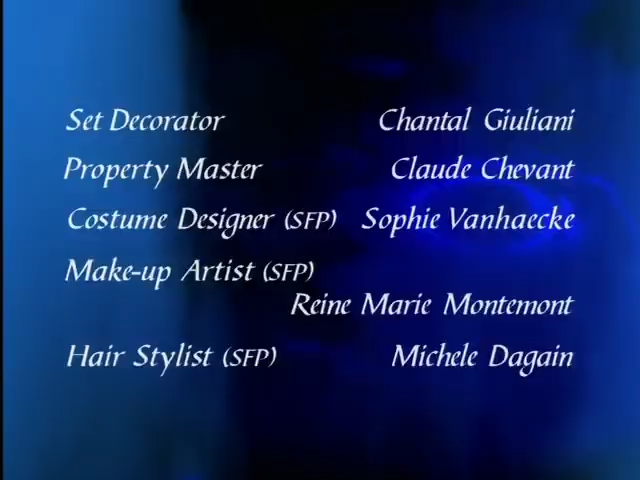 Set Decorator Chantal Giuliani
Property Master Claude Chevant
Costume Designer (SFP) Sophie Vanhaecke
Make-up Artist (SFP)
Reine Marie Montemont
Hair Stylist (SFP) Michele Dagain